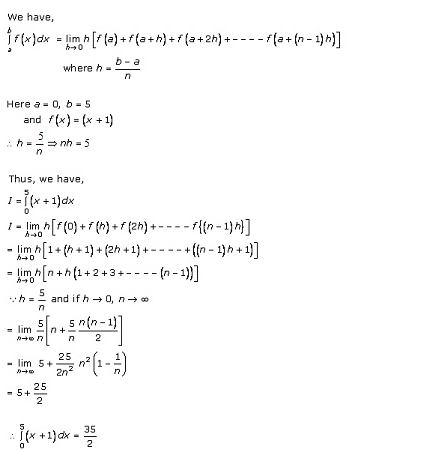 We have,
∫ₐᵇ f(x)dx = lim_{h→0} h[f(a)+f(a+h)+f(a+2h)+----f{a+(n-1)h}]
where h = (b-a)/n
Here a = 0, b = 5
and f(x) = (x+1)
∴ h = 5/n ⇒ nh = 5
Thus, we have,
I = ∫₀⁵ (x+1)dx
I = lim_{h→0} h[f(0)+f(h)+f(2h)+----f{(n-1)h}]
= lim_{h→0} h[1+(h+1)+(2h+1)+----+((n-1)h+1)]
= lim_{h→0} h[n+h(1+2+3+----(n-1))]
∵ h = 5/n and if h → 0, n → ∞
= lim_{n→∞} 5/n[n+5/n n(n-1)/2]
= lim_{n→∞} 5+25/2n² n²(1-1/n)
= 5+25/2
∴ ∫₀⁵ (x+1)dx = 35/2